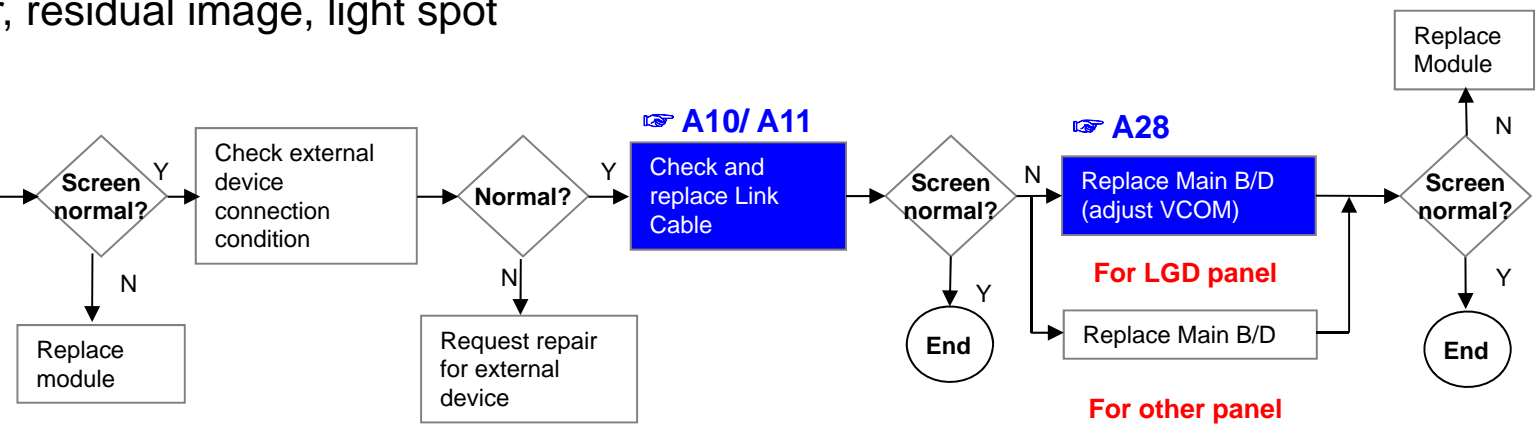 , residual image, light spot
Screen
normal?
Y
N
Replace
module
Check external
device
connection
condition
Normal?
Y
N
Request repair
for external
device
☞ A10/ A11
Check and
replace Link
Cable
Screen
normal?
N
Y
End
☞ A28
Replace Main B/D
(adjust VCOM)
For LGD panel
Replace Main B/D
For other panel
Screen
normal?
N
Replace
Module
Y
End